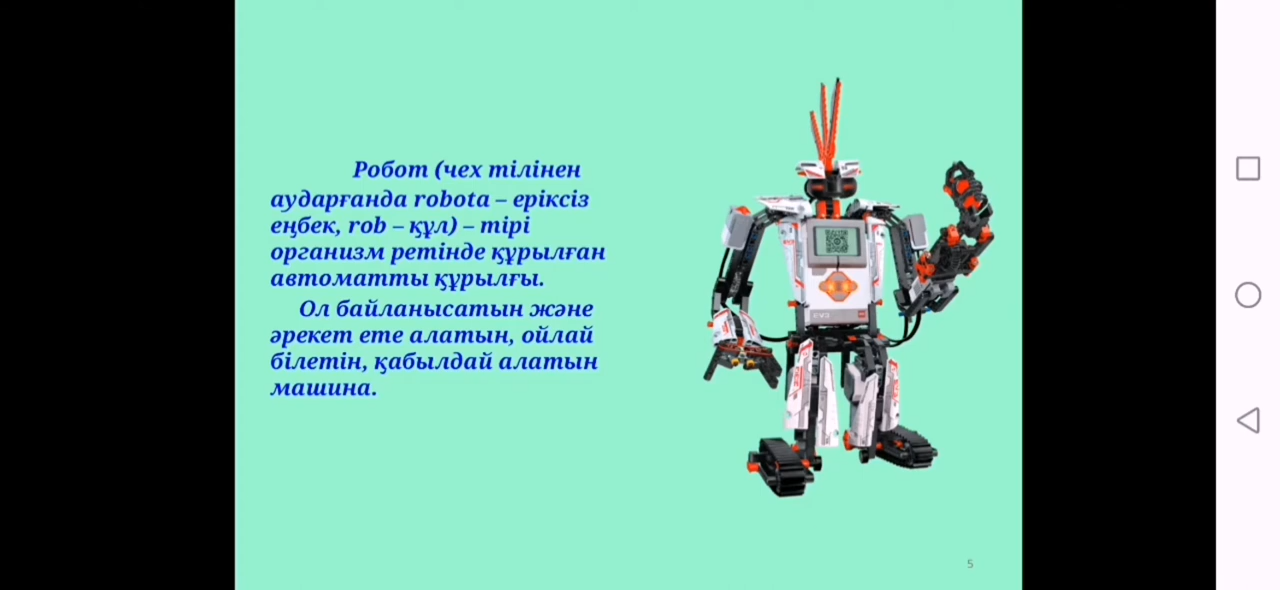 Робот (чех тілінен
аударғанда robota – еріксіз
еңбек, rob – құл) – тірі
организм ретінде құрылған
автоматты құрылғы.
Ол байланысатын және
әрекет ете алатын, ойлай
білетін, қабылдай алатын
машина.
EV3
5